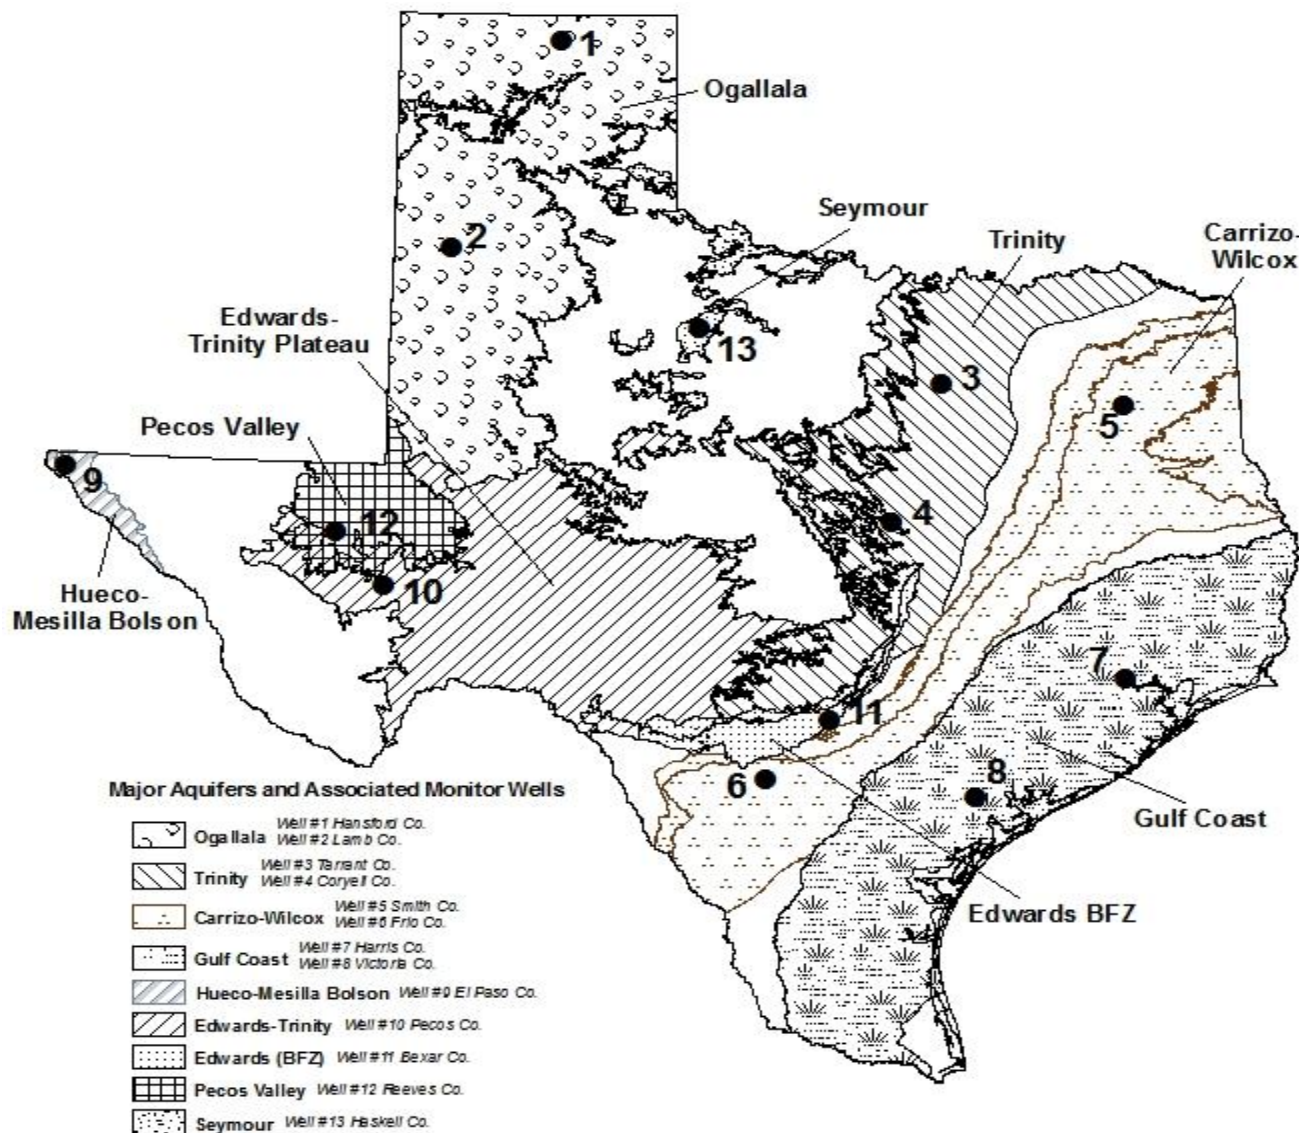 1
Ogallala
Seymour
2
Trinity
Carrizo-
Wilcox
Edwards-
Trinity Plateau
13
3
5
Pecos Valley
9
12
4
10
Hueco-
Mesilla Bolson
7
11
6
8
Gulf Coast
Edwards BFZ
Major Aquifers and Associated Monitor Wells
Ogallala Well #1 Hansford Co.
Well #2 Lamb Co.
Trinity Well #3 Tarrant Co.
Well #4 Coryell Co.
Carrizo-Wilcox Well #5 Smith Co.
Well #6 Frio Co.
Gulf Coast Well #7 Harris Co.
Well #8 Victoria Co.
Hueco-Mesilla Bolson Well #9 El Paso Co.
Edwards-Trinity Well #10 Pecos Co.
Edwards (BFZ) Well #11 Bexar Co.
Pecos Valley Well #12 Reeves Co.
Seymour Well #13 Haskell Co.